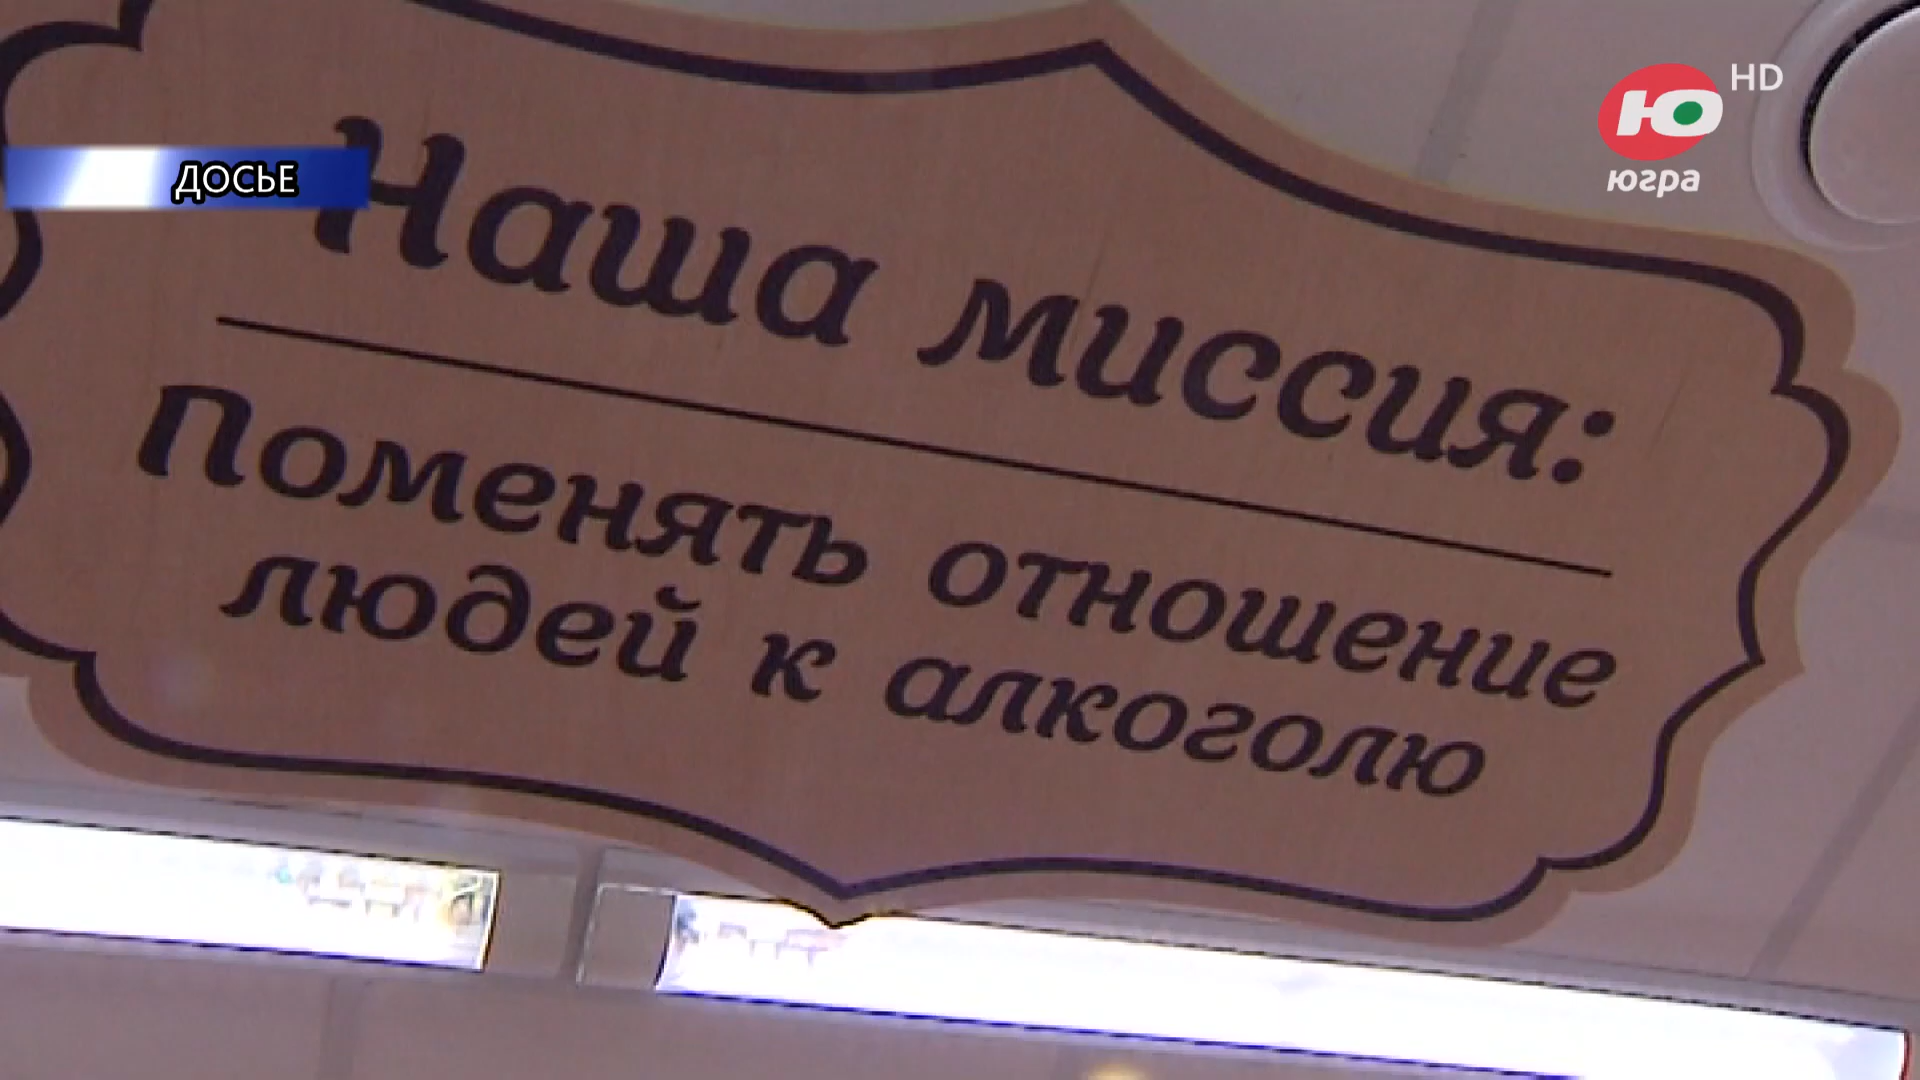 HD
Ю
югра
ДОСЬЕ
Наша миссия:
Поменять отношение
людей к алкоголю